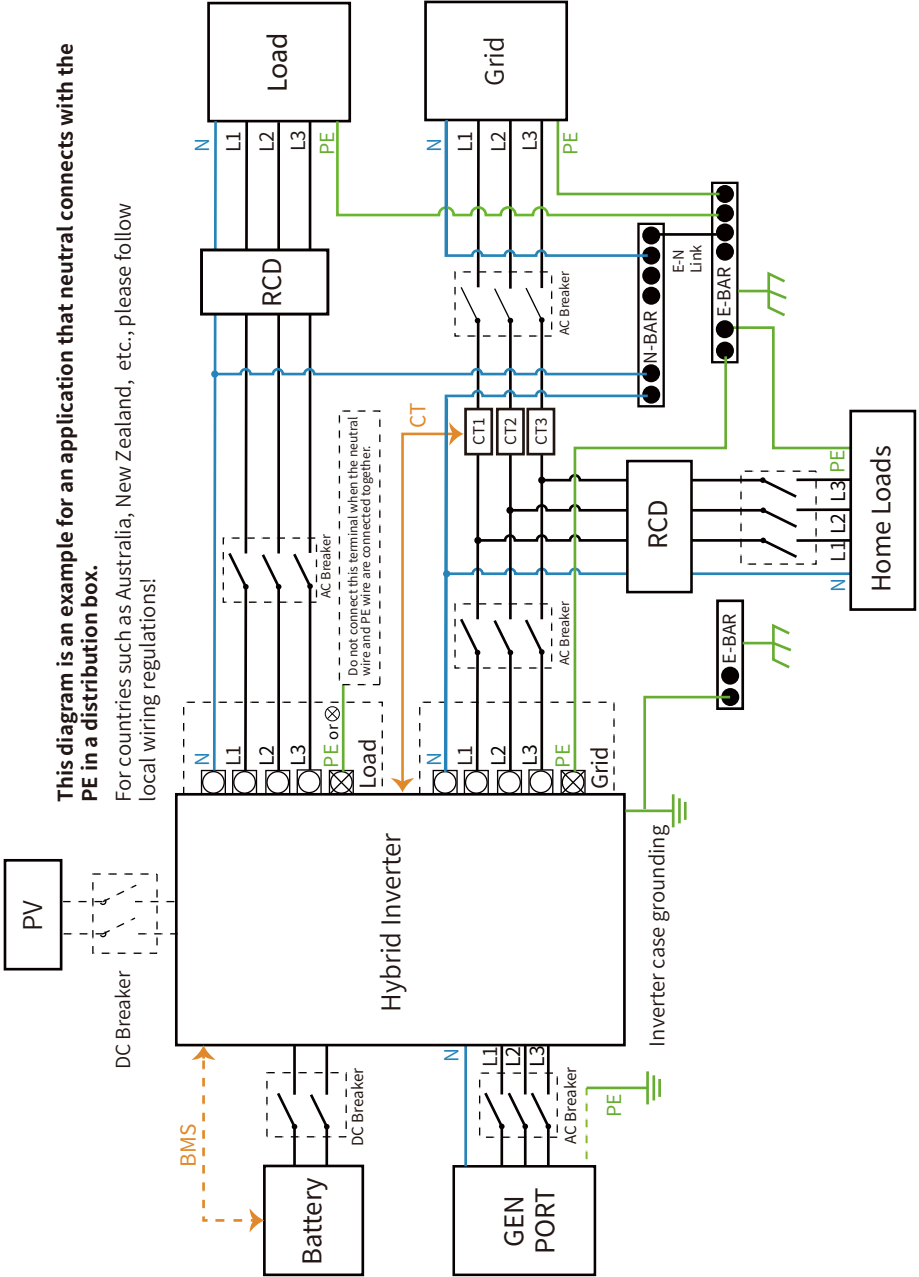 This diagram is an example for an application that neutral connects with the
PE in a distribution box.
For countries such as Australia, New Zealand, etc., please follow
local wiring regulations!
PV
DC Breaker
BMS
Battery
DC Breaker
Hybrid Inverter
GEN
PORT
N
L1
L2
L3
AC Breaker
PE
Inverter case grounding
N
L1
L2
L3
PE or
Load
AC Breaker
Do not connect this terminal when the neutral
wire and PE wire are connected together.
RCD
N
L1
L2
L3
PE
Load
CT
N
L1
L2
L3
PE
Grid
AC Breaker
CT1
CT2
CT3
AC Breaker
N
L1
L2
L3
PE
Grid
N-BAR
E-N
Link
E-BAR
RCD
N
L1
L2
L3
PE
Home Loads
E-BAR